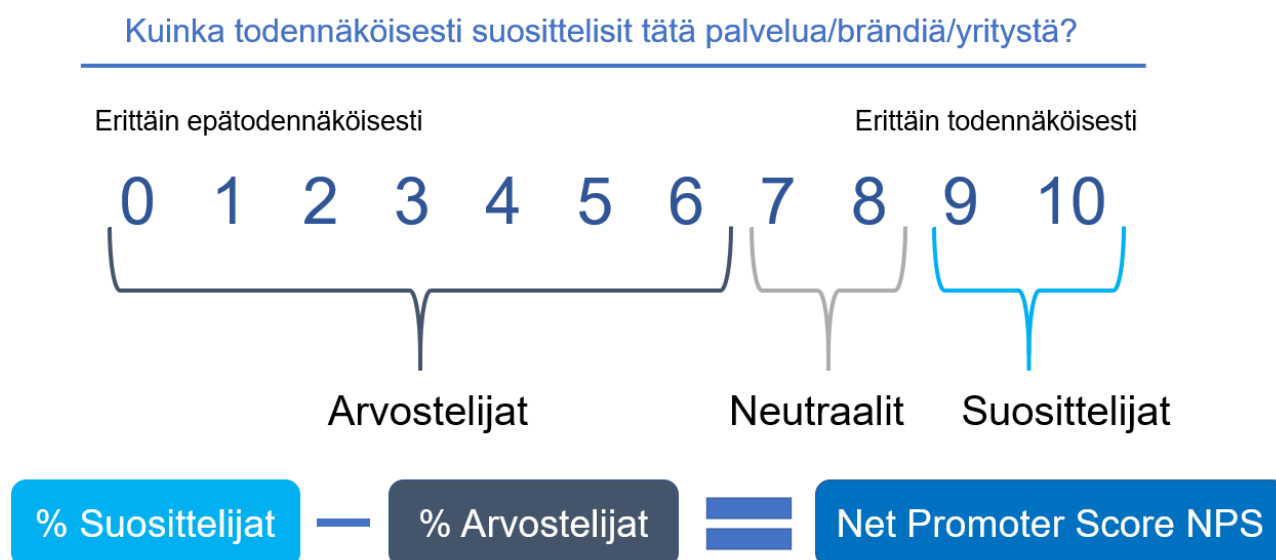 Kuinka todennäköisesti suosittelisit tätä palvelua/brändiä/yritystä?
Erittäin epätodennäköisesti Erittäin todennäköisesti
0 1 2 3 4 5 6 7 8 9 10
Arvostelijat Neutraalit Suosittelijat
% Suosittelijat — % Arvostelijat = Net Promoter Score NPS